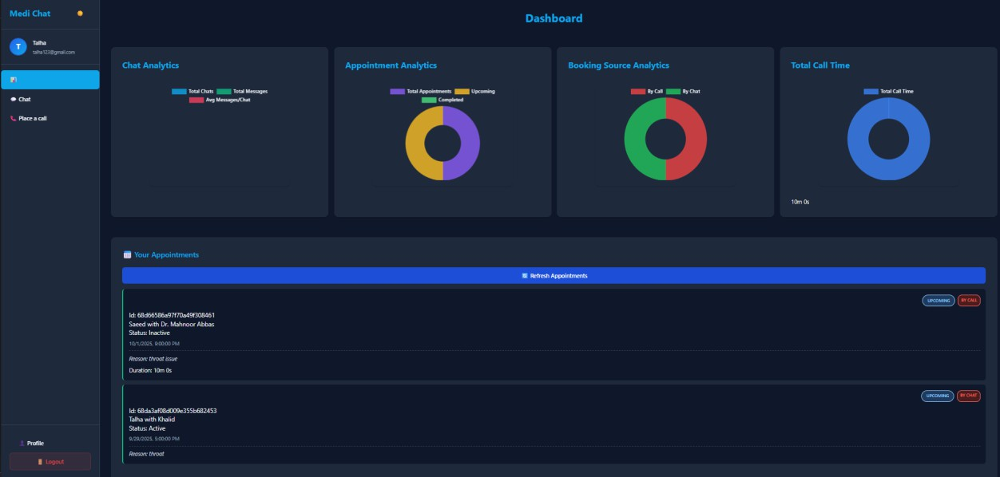 Medi Chat
T
Talha
talha123@gmail.com
Chat
Place a call
Profile
Logout
Dashboard
Chat Analytics
Total Chats
Total Messages
Avg Messages/Chat
Appointment Analytics
Total Appointments
Upcoming
Completed
Booking Source Analytics
By Call
By Chat
Total Call Time
Total Call Time
10m 0s
Your Appointments
Refresh Appointments
UPCOMING
BY CALL
Id: 68d66586a97f70a49f308461
Saeed with Dr. Mahnoor Abbas
Status: Inactive
10/1/2025, 9:00:00 PM
Reason: throat issue
Duration: 10m 0s
UPCOMING
BY CHAT
Id: 68da3af08d009e355b682453
Talha with Khalid
Status: Active
9/29/2025, 5:00:00 PM
Reason: throat